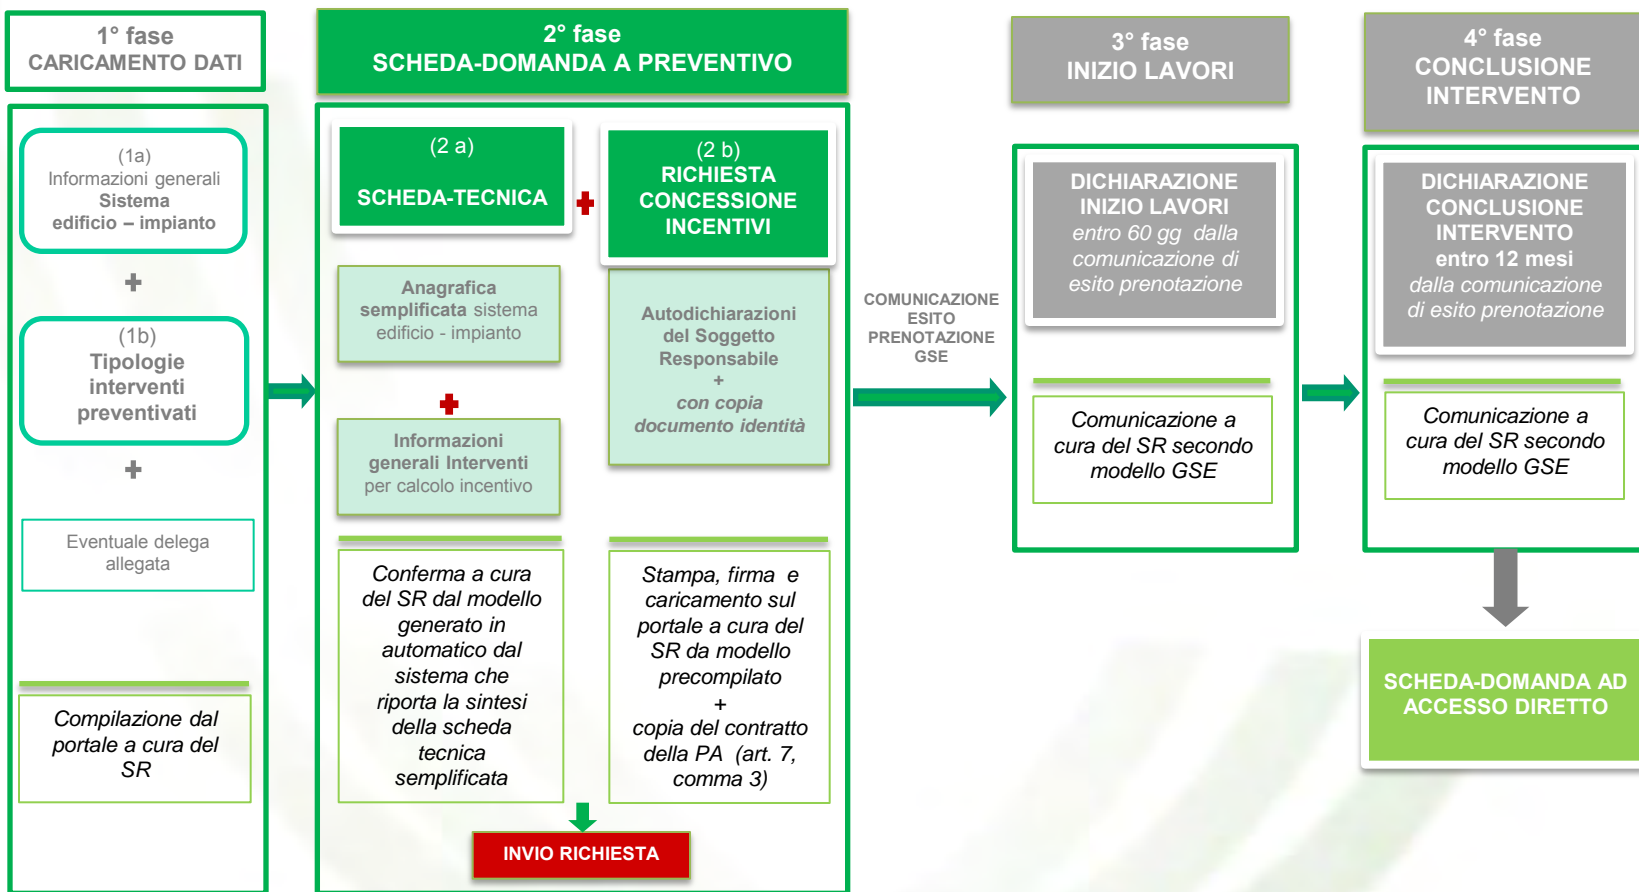 1° fase
CARICAMENTO DATI
(1a)
Informazioni generali
Sistema
edificio – impianto
+
(1b)
Tipologie
interventi
preventivati
+
Eventuale delega
allegata
Compilazione dal
portale a cura del
SR
2° fase
SCHEDA-DOMANDA A PREVENTIVO
(2 a)
SCHEDA-TECNICA
+
(2 b)
RICHIESTA
CONCESSIONE
INCENTIVI
Anagrafica
semplificata sistema
edificio - impianto
+
Informazioni
generali Interventi
per calcolo incentivo
Autodichiarazioni
del Soggetto
Responsabile
+
con copia
documento identità
Conferma a cura
del SR dal modello
generato in
automatico dal
sistema che
riporta la sintesi
della scheda
tecnica
semplificata
Stampa, firma e
caricamento sul
portale a cura del
SR da modello
precompilato
+
copia del contratto
della PA (art. 7,
comma 3)
INVIO RICHIESTA
COMUNICAZIONE
ESITO
PRENOTAZIONE
GSE
3° fase
INIZIO LAVORI
DICHIARAZIONE
INIZIO LAVORI
entro 60 gg dalla
comunicazione di
esito prenotazione
Comunicazione a
cura del SR secondo
modello GSE
4° fase
CONCLUSIONE
INTERVENTO
DICHIARAZIONE
CONCLUSIONE
INTERVENTO
entro 12 mesi
dalla comunicazione
di esito prenotazione
Comunicazione a
cura del SR secondo
modello GSE
SCHEDA-DOMANDA AD
ACCESSO DIRETTO